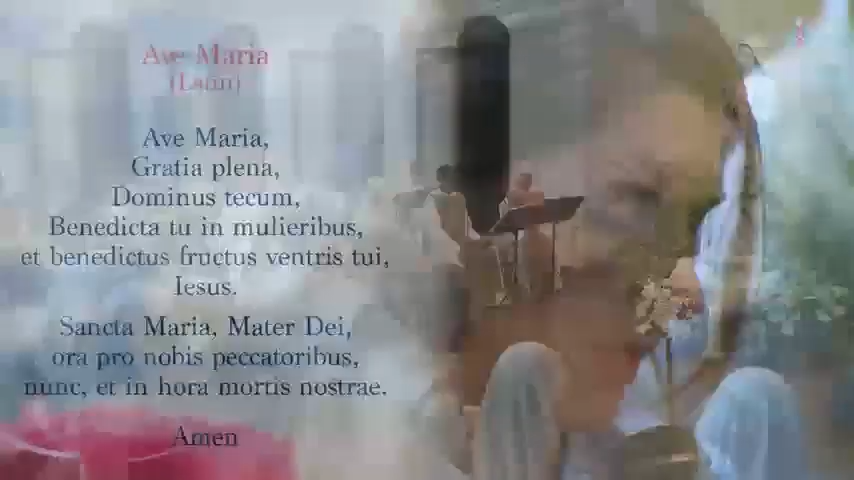 Ave Maria
(Latin)
Ave Maria,
Gratia plena,
Dominus tecum,
Benedicta tu in mulieribus,
et benedictus fructus ventris tui,
Iesus.
Sancta Maria, Mater Dei,
ora pro nobis peccatoribus,
nunc, et in hora mortis nostrae.
Amen